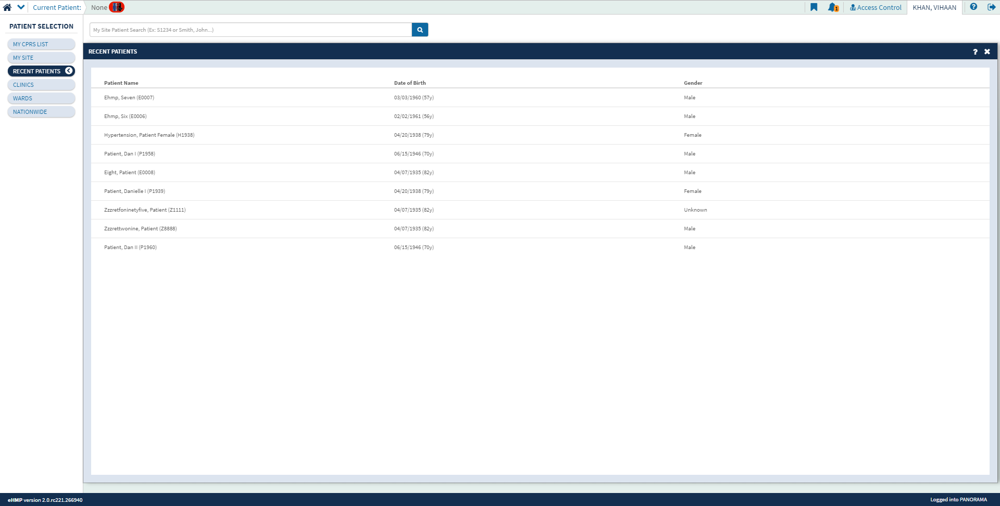 Current Patient: None
1
Access Control
KHAN, VIHAAN
PATIENT SELECTION
MY CPRS LIST
MY SITE
RECENT PATIENTS
CLINICS
WARDS
NATIONWIDE
My Site Patient Search (Ex: S1234 or Smith, John...)
RECENT PATIENTS
Patient Name Date of Birth Gender
Ehmp, Seven (E0007) 03/03/1960 (57y) Male
Ehmp, Six (E0006) 02/02/1961 (56y) Male
Hypertension, Patient Female (H1938) 04/20/1938 (79y) Female
Patient, Dan I (P1958) 06/15/1946 (70y) Male
Eight, Patient (E0008) 04/07/1935 (82y) Male
Patient, Danielle I (P1939) 04/20/1938 (79y) Female
Zzzretfoninetyfive, Patient (Z1111) 04/07/1935 (82y) Unknown
Zzzrettwonine, Patient (Z8888) 04/07/1935 (82y) Male
Patient, Dan II (P1960) 06/15/1946 (70y) Male
eHMP version 2.0.rc221.266940
Logged into PANORAMA